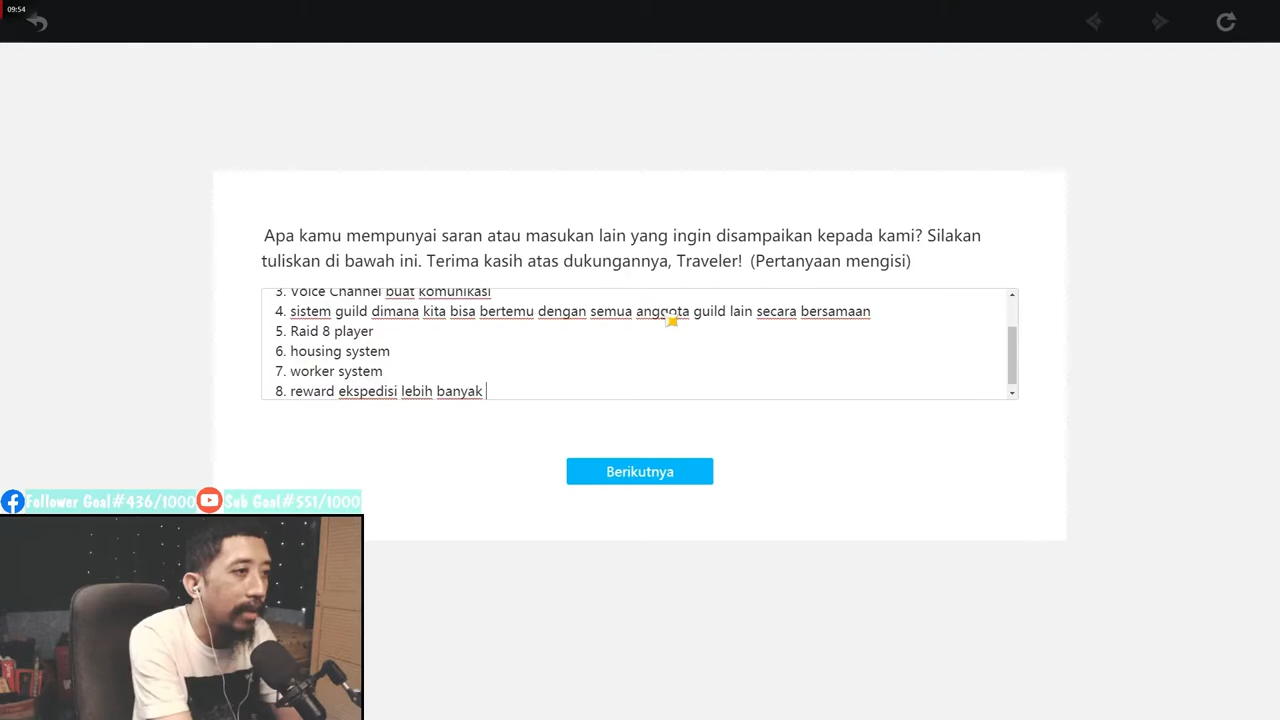 09:54
Apa kamu mempunyai saran atau masukan lain yang ingin disampaikan kepada kami? Silakan
tuliskan di bawah ini. Terima kasih atas dukungannya, Traveler! (Pertanyaan mengisi)
3. Voice Channel buat komunikasi
4. sistem guild dimana kita bisa bertemu dengan semua anggota guild lain secara bersamaan
5. Raid 8 player
6. housing system
7. worker system
8. reward ekspedisi lebih banyak
Berikutnya
Follower Goal#436/1000 Sub Goal#551/1000